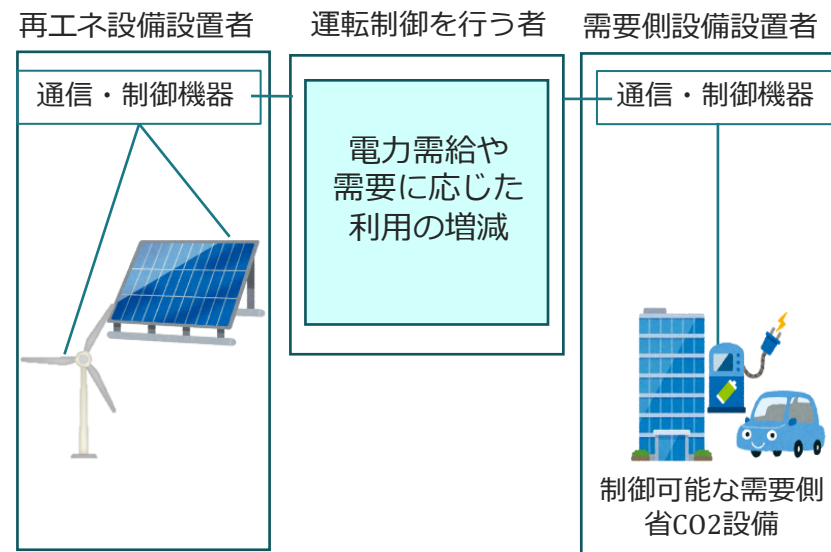 再エネ設備設置者
運転制御を行う者
需要側設備設置者
通信・制御機器
通信・制御機器
電力需給や
需要に応じた
利用の増減
制御可能な需要側
省CO2設備